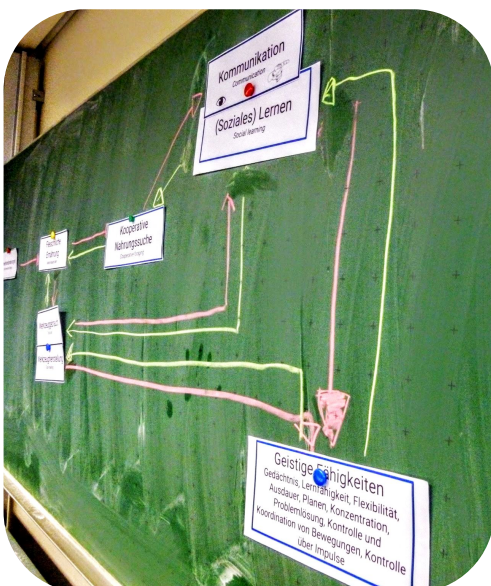 Kommunikation
Communication
(Soziales) Lernen
Social learning
Kooperative
Nahrungssuche
Ernährung
Geistige Fähigkeiten
Gedächtnis, Lernfähigkeit, Flexibilität,
Ausdauer, Planen, Konzentration,
Problemlösung, Kontrolle und
Koordination von Bewegungen, Kontrolle
über Impulse